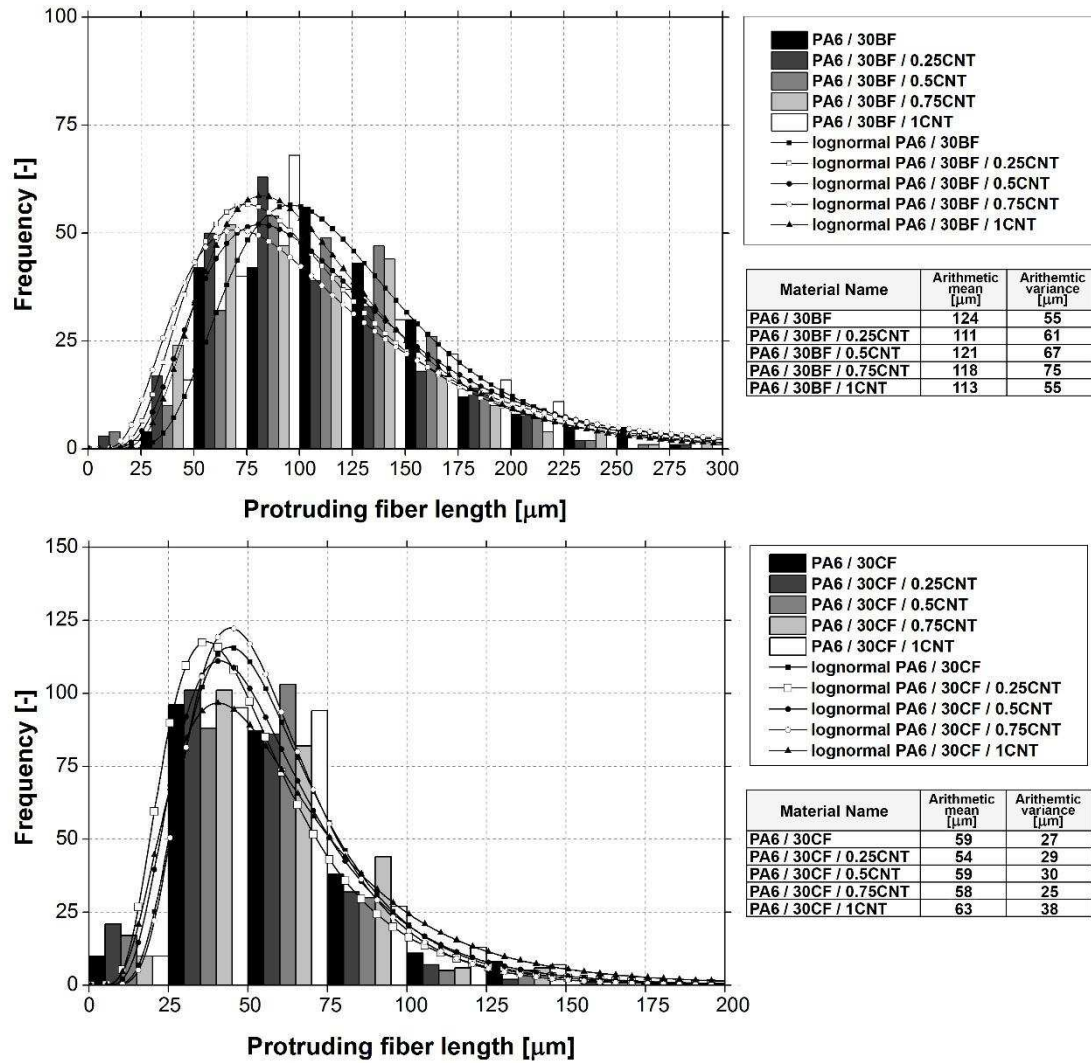 100
75
50
25
0
Frequency [-]
0 25 50 75 100 125 150 175 200 225 250 275 300
Protruding fiber length [µm]
PA6 / 30BF
PA6 / 30BF / 0.25CNT
PA6 / 30BF / 0.5CNT
PA6 / 30BF / 0.75CNT
PA6 / 30BF / 1CNT
lognormal PA6 / 30BF
lognormal PA6 / 30BF / 0.25CNT
lognormal PA6 / 30BF / 0.5CNT
lognormal PA6 / 30BF / 0.75CNT
lognormal PA6 / 30BF / 1CNT
Material Name Arithmetic mean [µm] Arithemtic variance [µm]
PA6 / 30BF 124 55
PA6 / 30BF / 0.25CNT 111 61
PA6 / 30BF / 0.5CNT 121 67
PA6 / 30BF / 0.75CNT 118 75
PA6 / 30BF / 1CNT 113 55
150
125
100
75
50
25
0
Frequency [-]
0 25 50 75 100 125 150 175 200
Protruding fiber length [µm]
PA6 / 30CF
PA6 / 30CF / 0.25CNT
PA6 / 30CF / 0.5CNT
PA6 / 30CF / 0.75CNT
PA6 / 30CF / 1CNT
lognormal PA6 / 30CF
lognormal PA6 / 30CF / 0.25CNT
lognormal PA6 / 30CF / 0.5CNT
lognormal PA6 / 30CF / 0.75CNT
lognormal PA6 / 30CF / 1CNT
Material Name Arithmetic mean [µm] Arithemtic variance [µm]
PA6 / 30CF 59 27
PA6 / 30CF / 0.25CNT 54 29
PA6 / 30CF / 0.5CNT 59 30
PA6 / 30CF / 0.75CNT 58 25
PA6 / 30CF / 1CNT 63 38